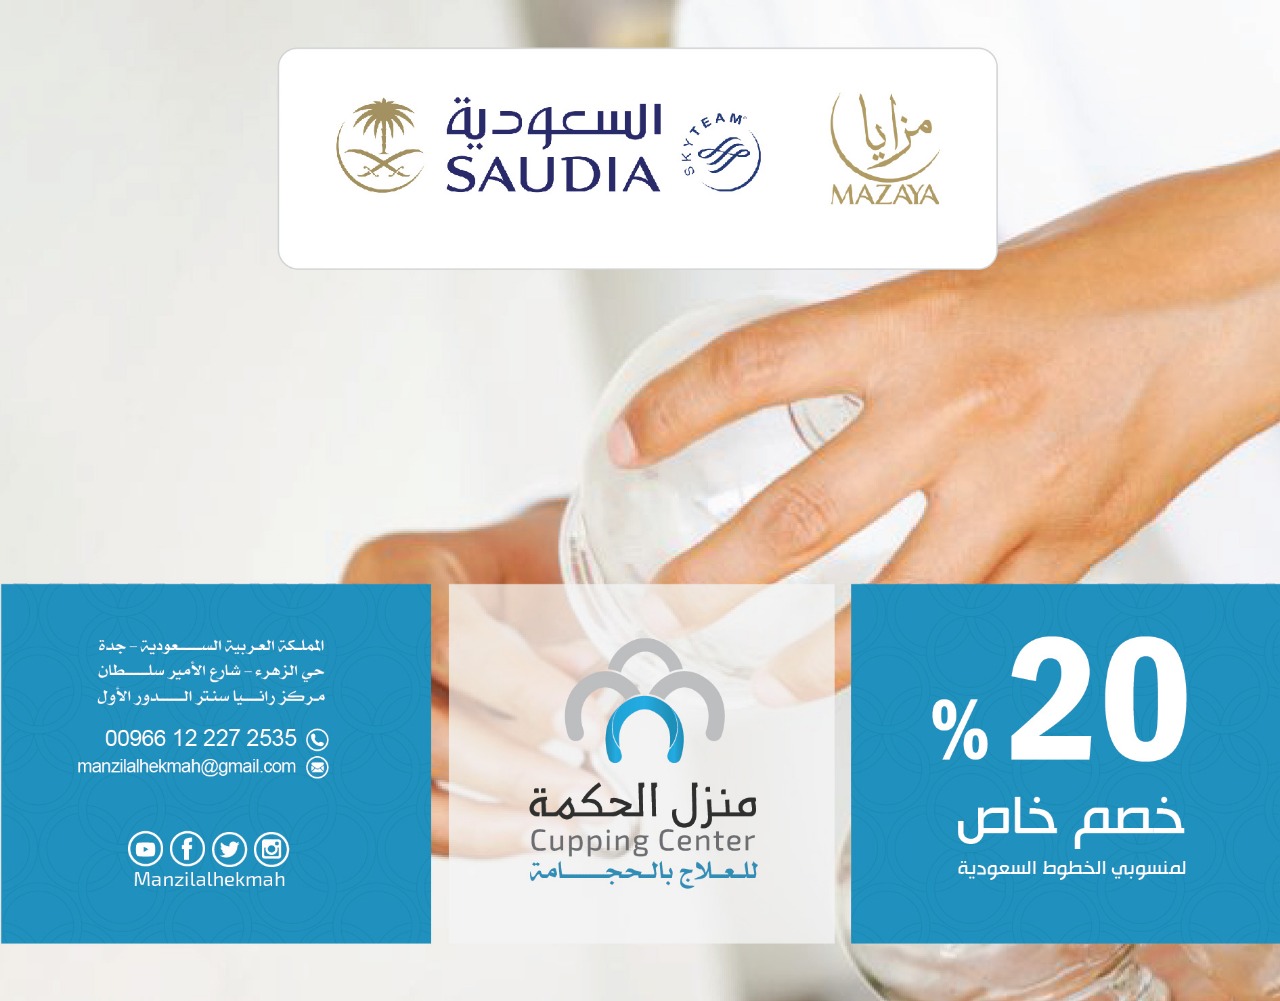 السعودية
SAUDIA
SKYTEAM
مزايا
MAZAYA
% 20
خصم خاص
لمنسوبي الخطوط السعودية
منزل الحكمة
Cupping Center
للعلاج بالحجامة
المملكة العربية السعودية - جدة
حي الزهرء - شارع الأمير سلطان
مركز رانيا سنتر الدور الأول
00966 12 227 2535
manzilalhekmah@gmail.com
Manzilalhekmah